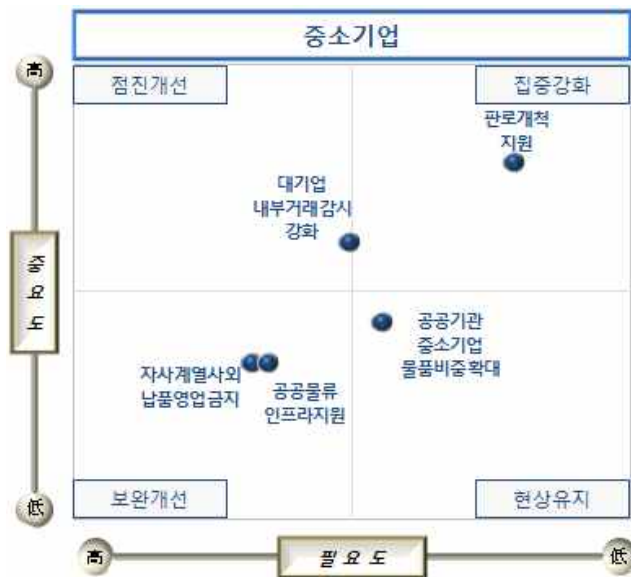 중소기업
高
점진개선
집중강화
판로개척
지원
대기업
내부거래감시
강화
중요도
공공기관
중소기업
물품비중확대
자사계열사외
납품영업금지
공공물류
인프라지원
低
보완개선
현상유지
高
필요도
低